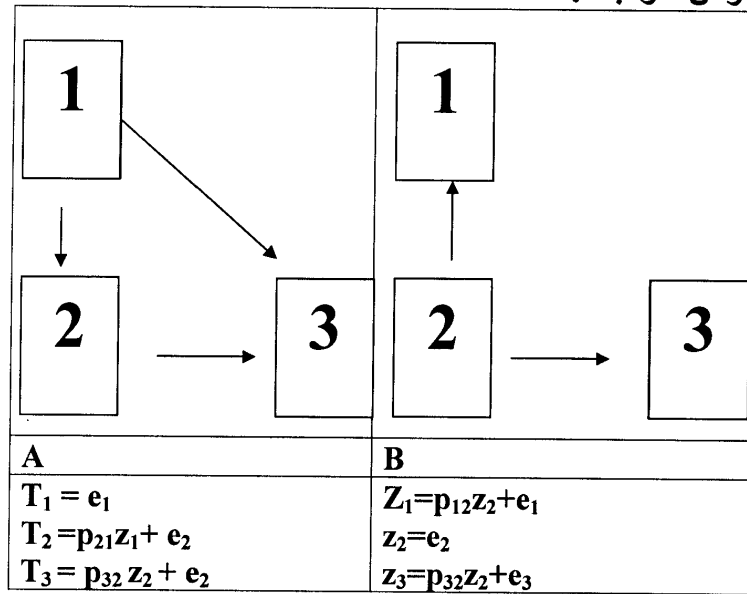 1
1
2
3
2
3
A
B
T₁ = e₁
T₂ =p₂₁z₁+ e₂
T₃ = p₃₂ z₂ + e₂
Z₁=p₁₂z₂+e₁
z₂=e₂
z₃=p₃₂z₂+e₃